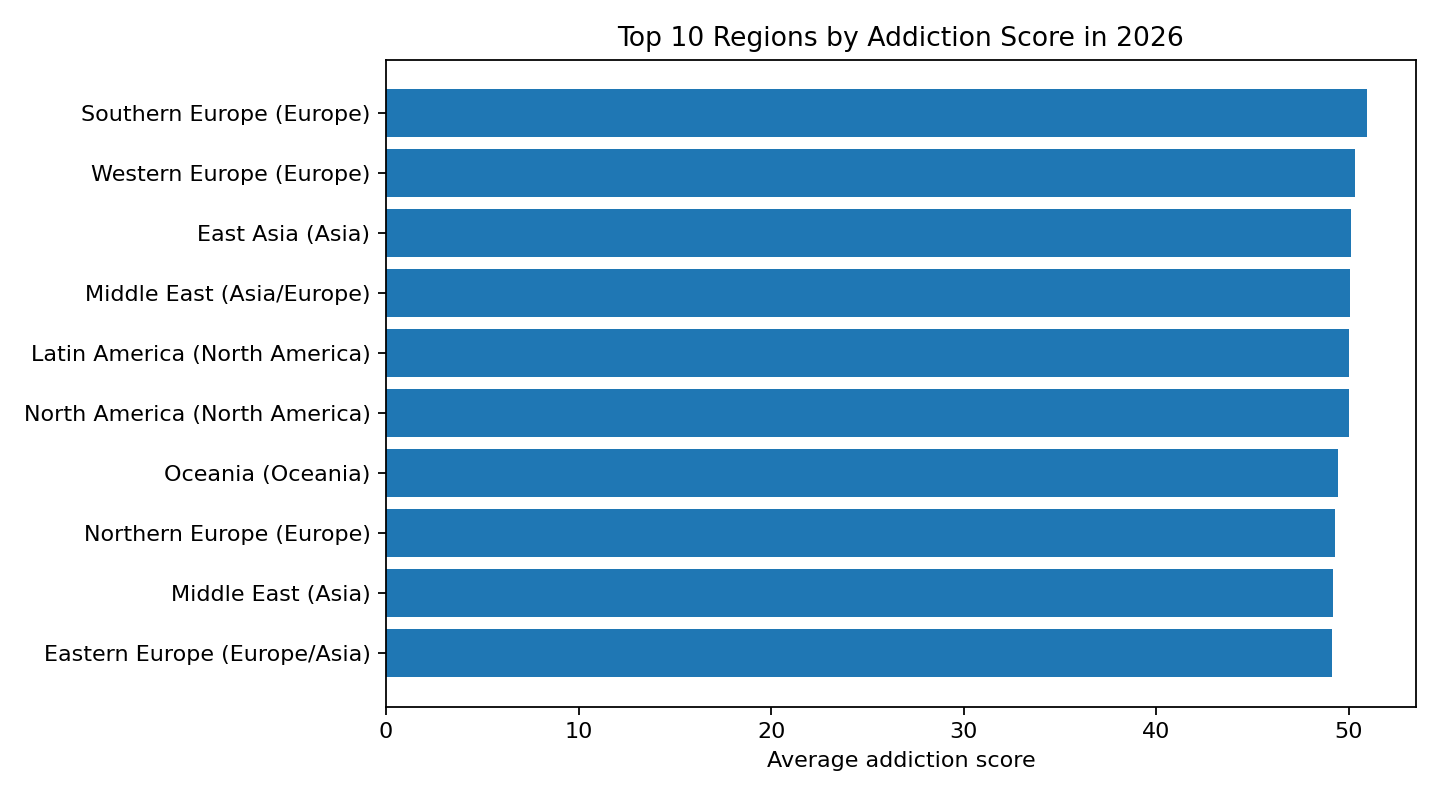 Top 10 Regions by Addiction Score in 2026
Southern Europe (Europe)
Western Europe (Europe)
East Asia (Asia)
Middle East (Asia/Europe)
Latin America (North America)
North America (North America)
Oceania (Oceania)
Northern Europe (Europe)
Middle East (Asia)
Eastern Europe (Europe/Asia)
0 10 20 30 40 50
Average addiction score